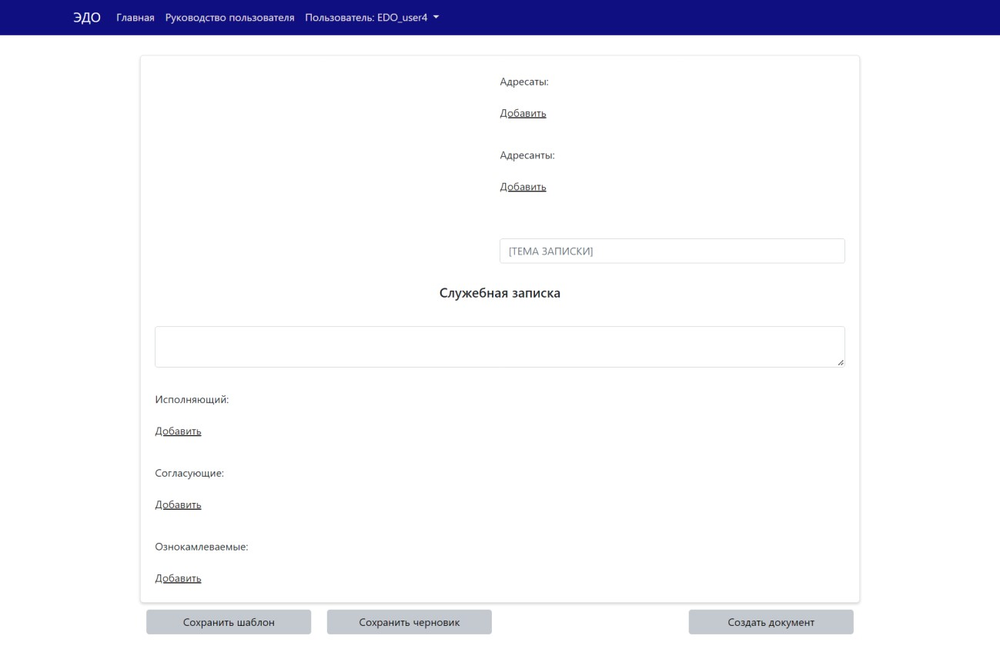 ЭДО Главная Руководство пользователя Пользователь: EDO_user4
Адресаты:
Добавить
Адресанты:
Добавить
[ТЕМА ЗАПИСКИ]
Служебная записка
Исполняющий:
Добавить
Согласующие:
Добавить
Ознокамлеваемые:
Добавить
Сохранить шаблон Сохранить черновик Создать документ